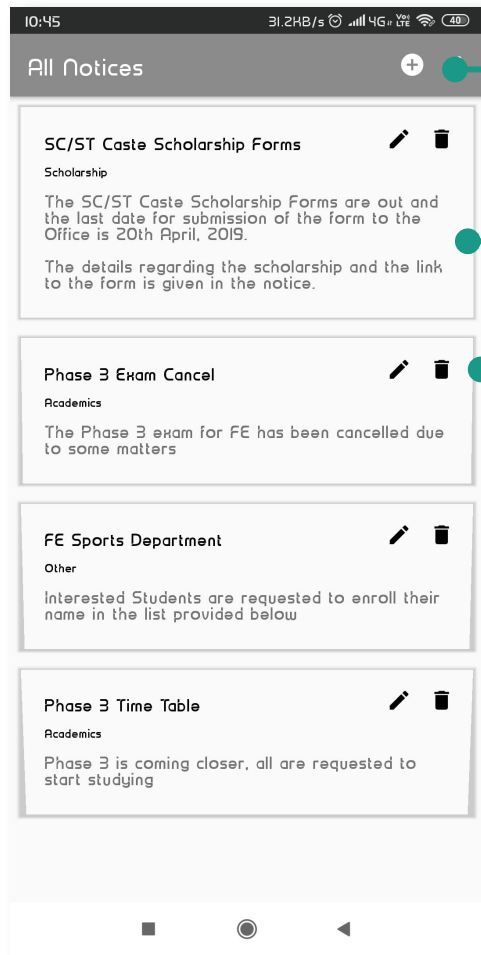 10:45 31.2KB/s 4G Vo) LTE 40
All Notices
SC/ST Caste Scholarship Forms
Scholarship
The SC/ST Caste Scholarship Forms are out and
the last date for submission of the form to the
Office is 20th April, 2019.
The details regarding the scholarship and the link
to the form is given in the notice.
Phase 3 Exam Cancel
Academics
The Phase 3 exam for FE has been cancelled due
to some matters
FE Sports Department
Other
Interested Students are requested to enroll their
name in the list provided below
Phase 3 Time Table
Academics
Phase 3 is coming closer, all are requested to
start studying